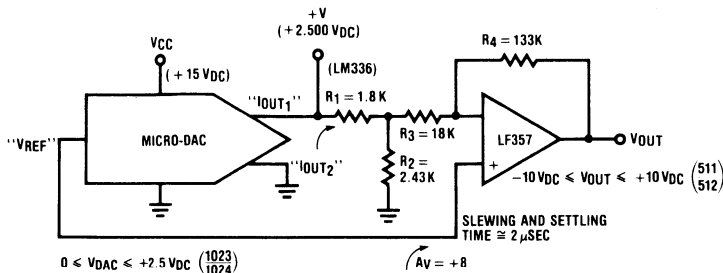 +V
(+2.500 VDC)
VCC
(+15 VDC)
(LM336)
R4 = 133K
"IOUT1"
R1 = 1.8 K
R3 = 18K
"VREF"
MICRO-DAC
LF357
VOUT
"IOUT2"
R2 =
2.43 K
−
+
−10 VDC ⩽ VOUT ⩽ +10 VDC (511/512)
SLEWING AND SETTLING
TIME ≅ 2 μSEC
0 ⩽ VDAC ⩽ +2.5 VDC (1023/1024)
AV = +8